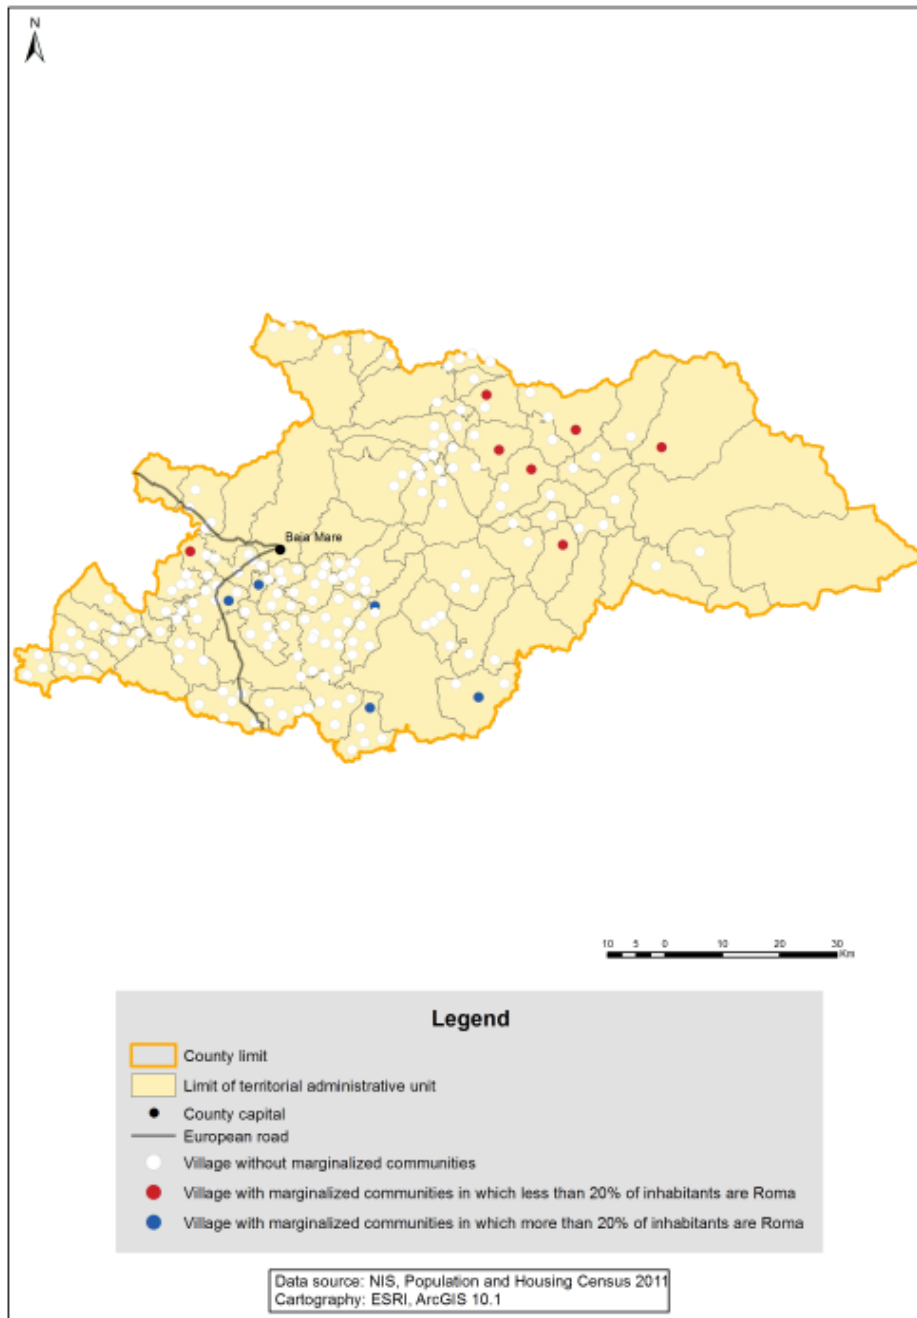 N
Baja Mare
10 5 0 10 20 30
Km
Legend
County limit
Limit of territorial administrative unit
County capital
European road
Village without marginalized communities
Village with marginalized communities in which less than 20% of inhabitants are Roma
Village with marginalized communities in which more than 20% of inhabitants are Roma
Data source: NIS, Population and Housing Census 2011
Cartography: ESRI, ArcGIS 10.1